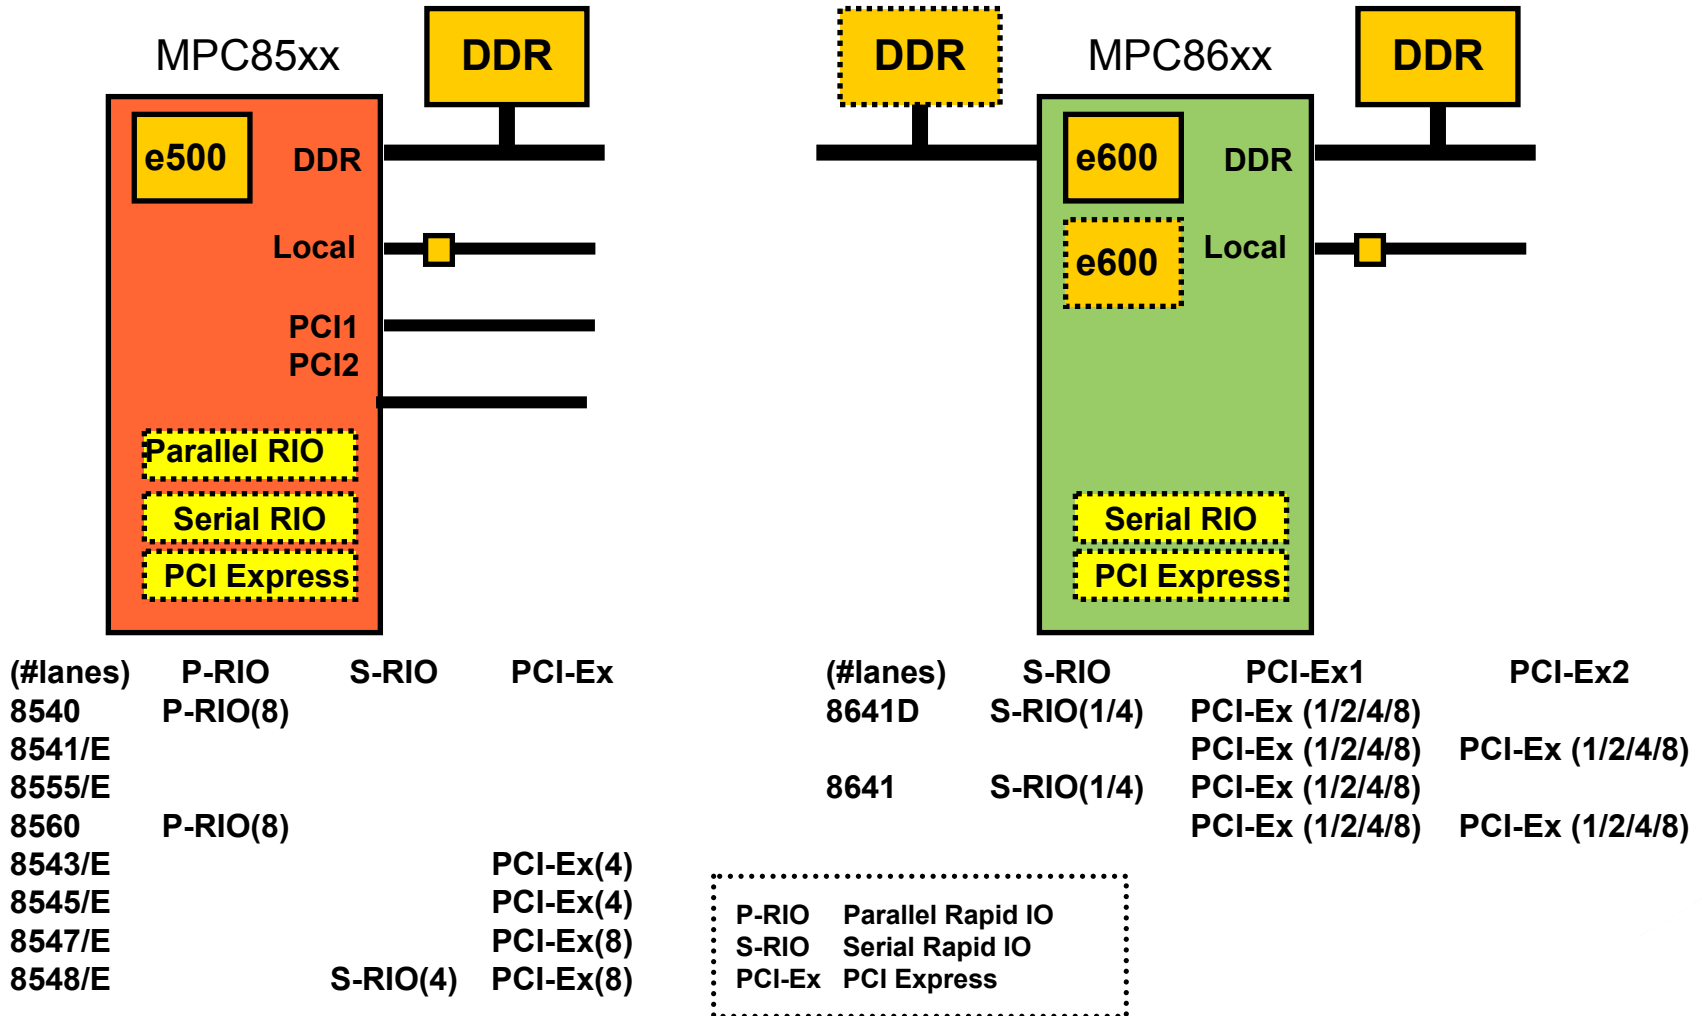 MPC85xx
DDR
e500
DDR
Local
PCI1
PCI2
Parallel RIO
Serial RIO
PCI Express
DDR
MPC86xx
DDR
e600
DDR
e600
Local
Serial RIO
PCI Express
(#lanes) P-RIO S-RIO PCI-Ex
8540 P-RIO(8)
8541/E
8555/E
8560 P-RIO(8)
8543/E PCI-Ex(4)
8545/E PCI-Ex(4)
8547/E PCI-Ex(8)
8548/E S-RIO(4) PCI-Ex(8)
(#lanes) S-RIO PCI-Ex1 PCI-Ex2
8641D S-RIO(1/4) PCI-Ex (1/2/4/8)
PCI-Ex (1/2/4/8) PCI-Ex (1/2/4/8)
8641 S-RIO(1/4) PCI-Ex (1/2/4/8)
PCI-Ex (1/2/4/8) PCI-Ex (1/2/4/8)
P-RIO Parallel Rapid IO
S-RIO Serial Rapid IO
PCI-Ex PCI Express